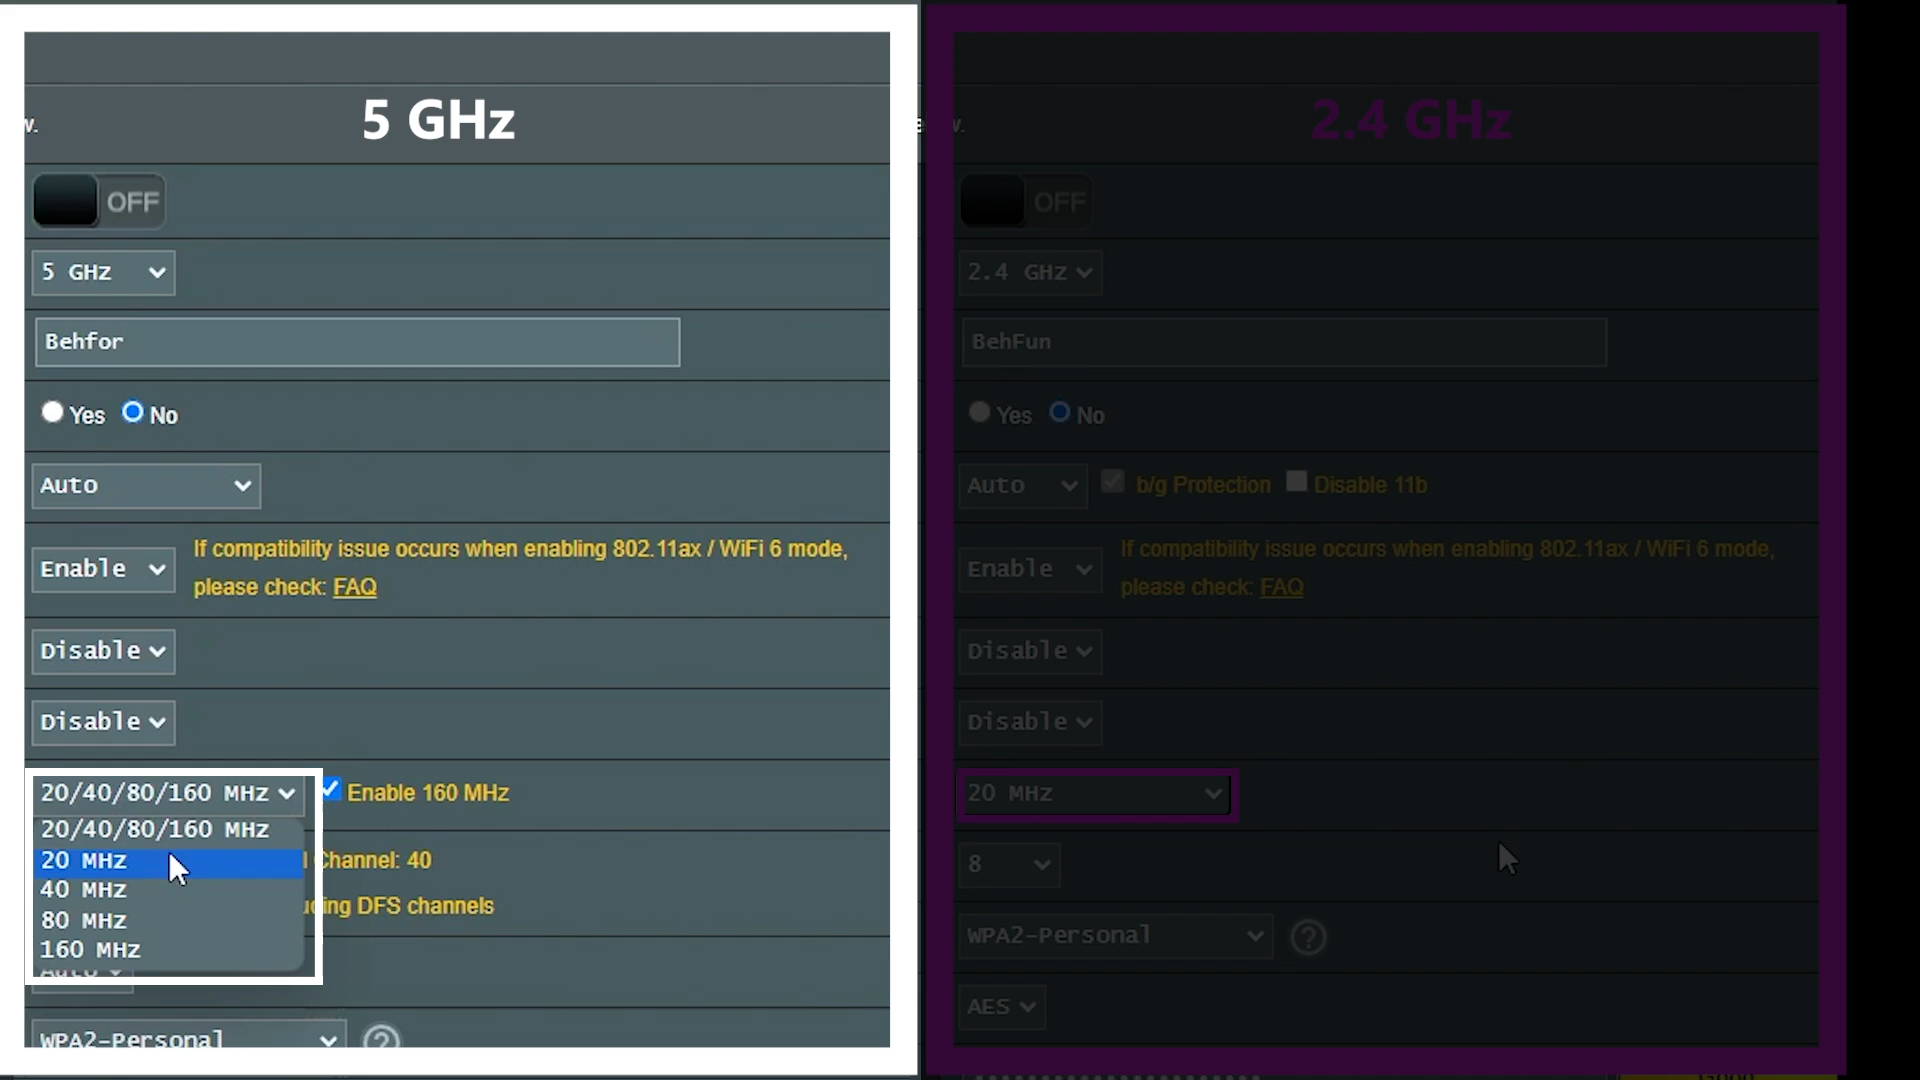 5 GHz
w.
OFF
5 GHz
Behfor
Yes No
Auto
Enable
If compatibility issue occurs when enabling 802.11ax / WiFi 6 mode,
please check: FAQ
Disable
Disable
20/40/80/160 MHz
Enable 160 MHz
20/40/80/160 MHz
20 MHz
40 MHz
80 MHz
160 MHz
l Channel: 40
uding DFS channels
Auto
WPA2-Personal
2.4 GHz
w.
OFF
2.4 GHz
BehFun
Yes No
Auto
b/g Protection
Disable 11b
Enable
If compatibility issue occurs when enabling 802.11ax / WiFi 6 mode,
please check: FAQ
Disable
Disable
20 MHz
8
WPA2-Personal
AES